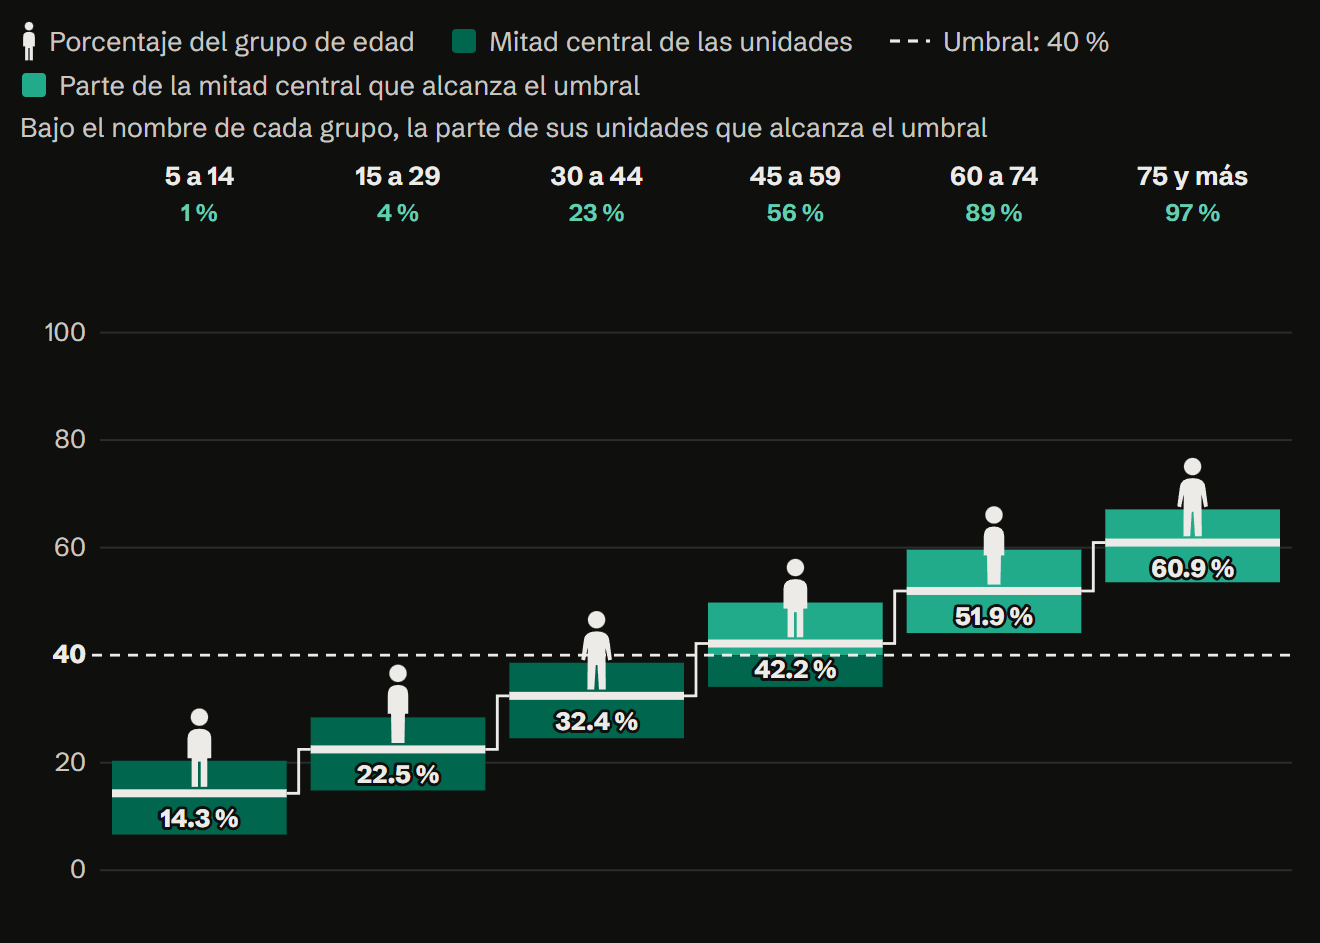 Porcentaje del grupo de edad Mitad central de las unidades Umbral: 40 %
Parte de la mitad central que alcanza el umbral
Bajo el nombre de cada grupo, la parte de sus unidades que alcanza el umbral
5 a 14 15 a 29 30 a 44 45 a 59 60 a 74 75 y más
1 % 4 % 23 % 56 % 89 % 97 %
100
80
60
40
20
0
14.3 %
22.5 %
32.4 %
42.2 %
51.9 %
60.9 %